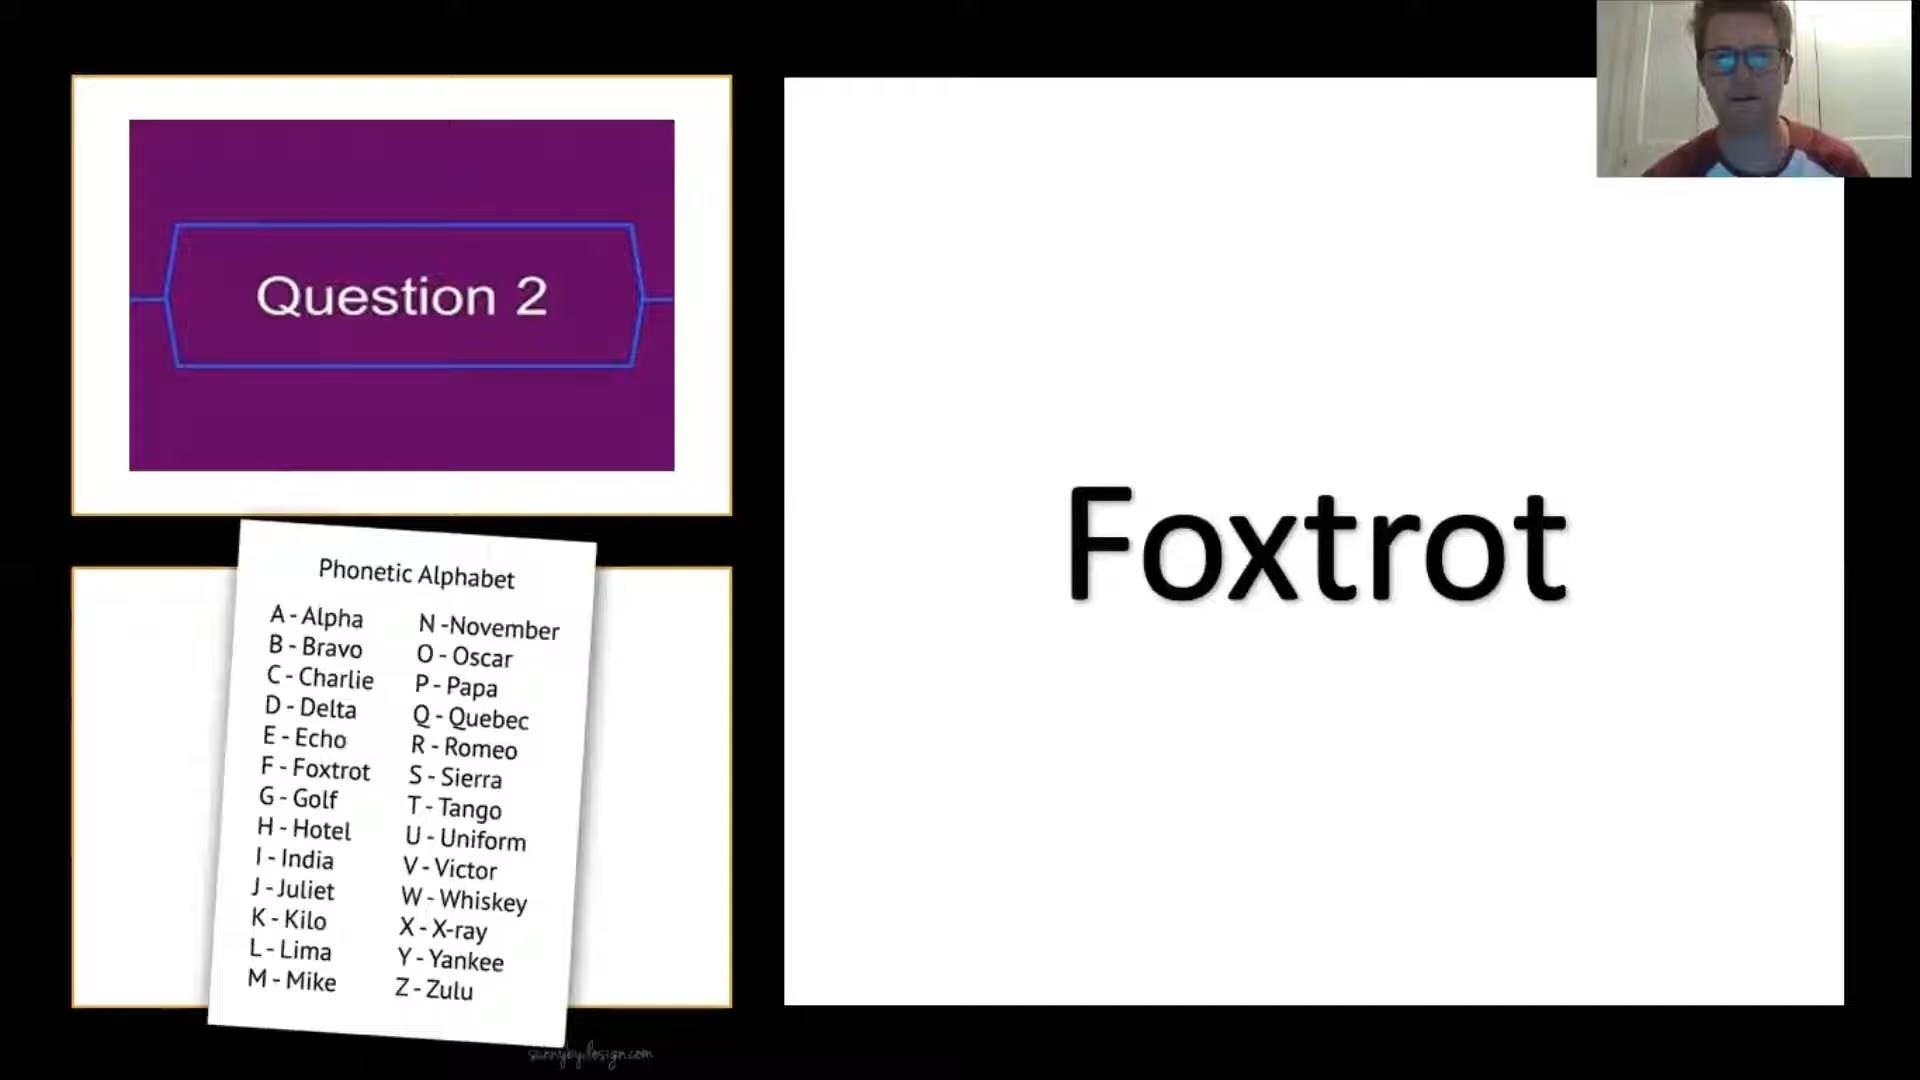 Question 2
Foxtrot
Phonetic Alphabet
A - Alpha
B - Bravo
C - Charlie
D - Delta
E - Echo
F - Foxtrot
G - Golf
H - Hotel
I - India
J - Juliet
K - Kilo
L - Lima
M - Mike
N -November
O - Oscar
P - Papa
Q - Quebec
R - Romeo
S - Sierra
T - Tango
U - Uniform
V - Victor
W - Whiskey
X - X-ray
Y - Yankee
Z - Zulu